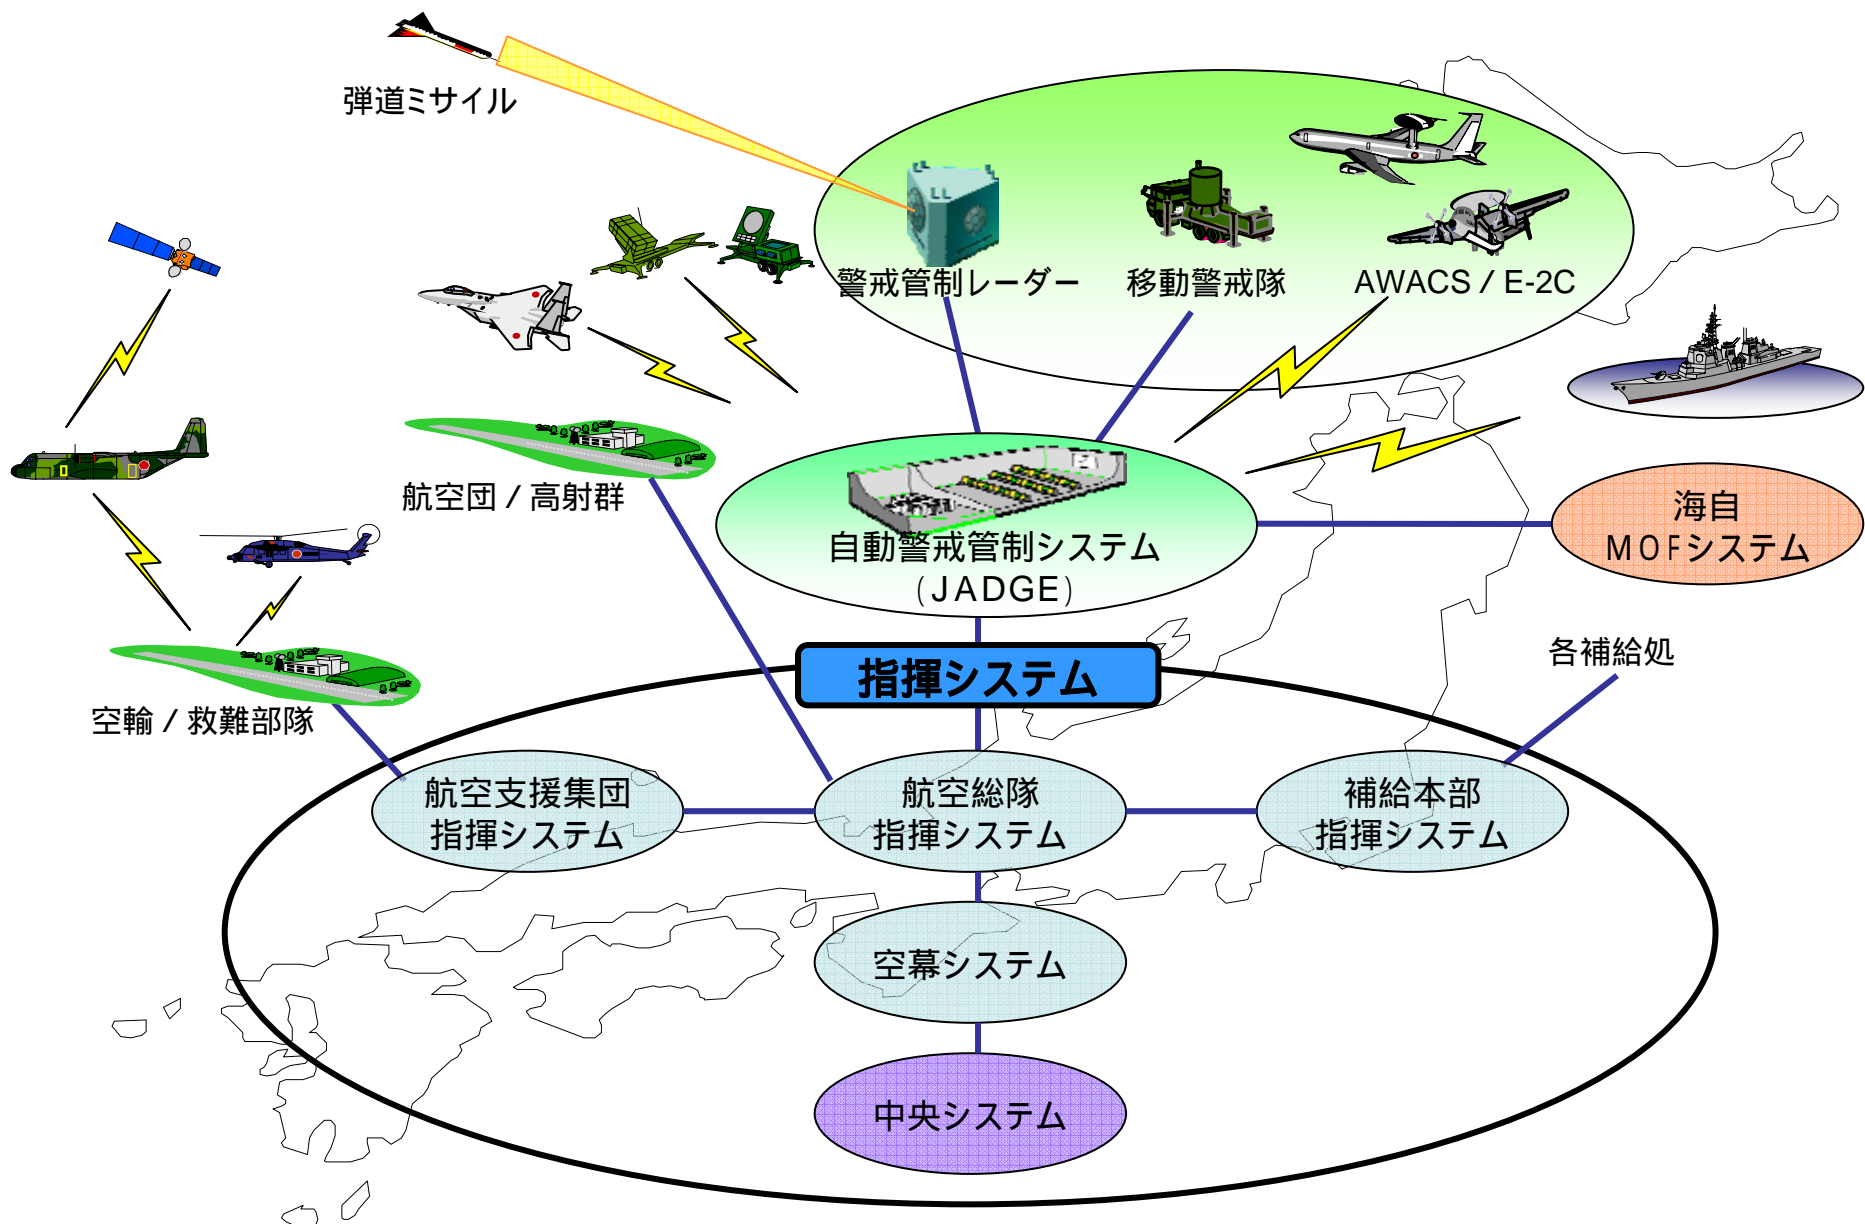 弾道ミサイル
警戒管制レーダー
移動警戒隊
AWACS / E-2C
航空団 / 高射群
自動警戒管制システム
(JADGE)
海自
MOFシステム
空輸 / 救難部隊
指揮システム
各補給処
航空支援集団
指揮システム
航空総隊
指揮システム
補給本部
指揮システム
空幕システム
中央システム